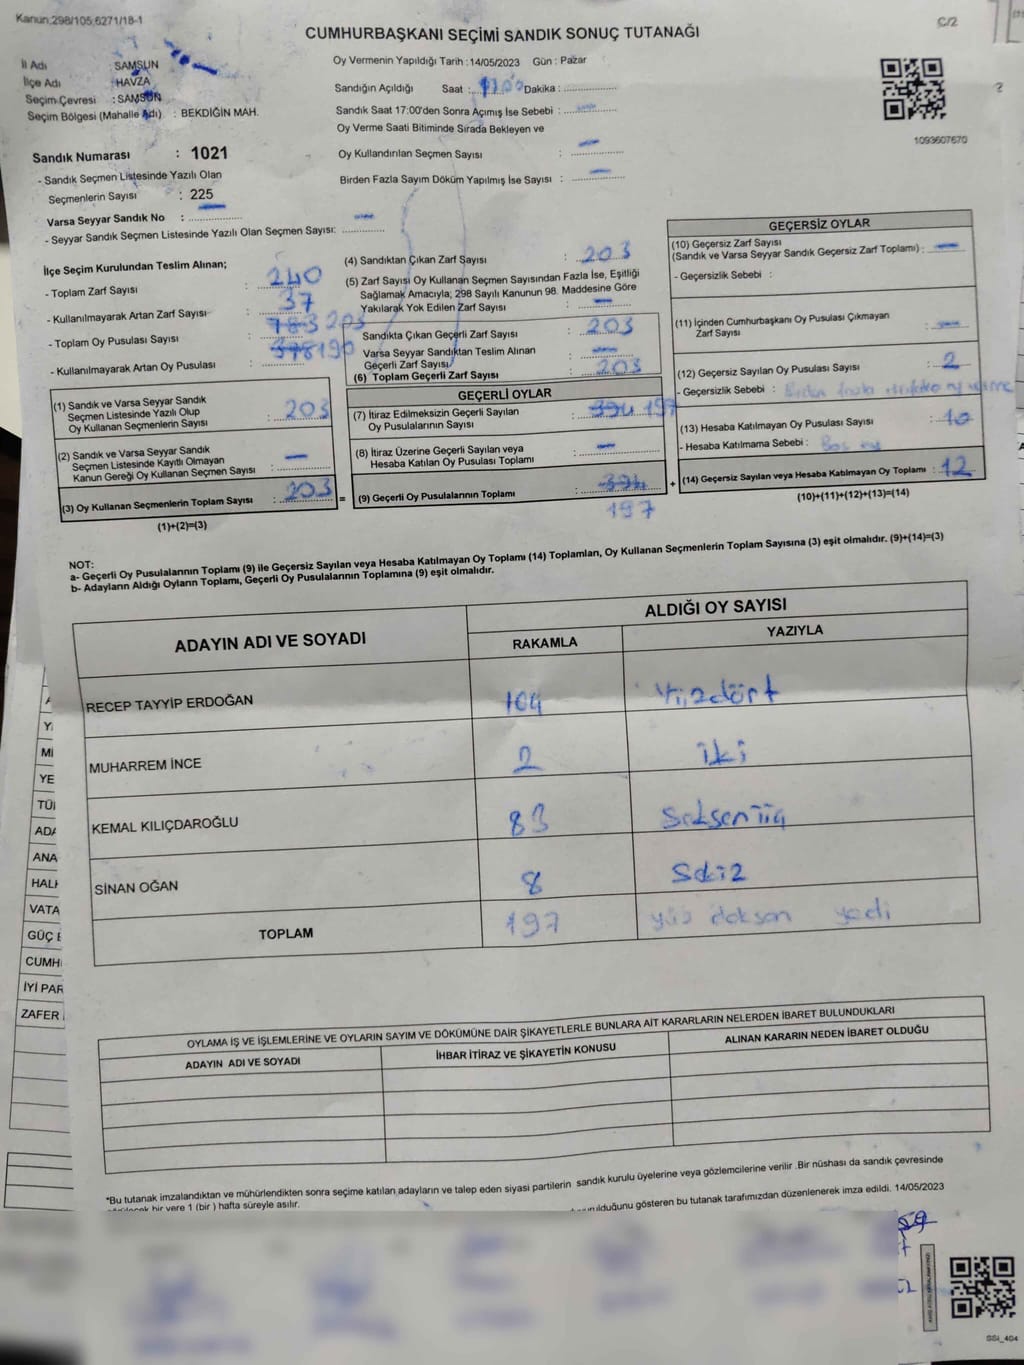 Kanun;298/105,6271/18-1
C/2
CUMHURBAŞKANI SEÇİMİ SANDIK SONUÇ TUTANAĞI
İl Adı : SAMSUN
İlçe Adı : HAVZA
Seçim Çevresi : SAMSUN
Seçim Bölgesi (Mahalle Adı) : BEKDİĞİN MAH.
Sandık Numarası : 1021
- Sandık Seçmen Listesinde Yazılı Olan
Seçmenlerin Sayısı : 225
Varsa Seyyar Sandık No : —
- Seyyar Sandık Seçmen Listesinde Yazılı Olan Seçmen Sayısı: —
Oy Vermenin Yapıldığı Tarih : 14/05/2023 Gün : Pazar
Sandığın Açıldığı Saat : Dakika :
Sandık Saat 17:00'den Sonra Açımış İse Sebebi : —
Oy Verme Saati Bitiminde Sırada Bekleyen ve
Oy Kullandırılan Seçmen Sayısı : —
Birden Fazla Sayım Döküm Yapılmış İse Sayısı : —
1093607670
?
İlçe Seçim Kurulundan Teslim Alınan;
- Toplam Zarf Sayısı : 240
- Kullanılmayarak Artan Zarf Sayısı : 37
- Toplam Oy Pusulası Sayısı : 203
- Kullanılmayarak Artan Oy Pusulası : 190
(1) Sandık ve Varsa Seyyar Sandık
Seçmen Listesinde Yazılı Olup
Oy Kullanan Seçmenlerin Sayısı : 203
(2) Sandık ve Varsa Seyyar Sandık
Seçmen Listesinde Kayıtlı Olmayan
Kanun Gereği Oy Kullanan Seçmen Sayısı : —
(3) Oy Kullanan Seçmenlerin Toplam Sayısı : 203 =
(1)+(2)=(3)
(4) Sandıktan Çıkan Zarf Sayısı : 203
(5) Zarf Sayısı Oy Kullanan Seçmen Sayısından Fazla İse, Eşitliği
Sağlamak Amacıyla; 298 Sayılı Kanunun 98. Maddesine Göre
Yakılarak Yok Edilen Zarf Sayısı : —
Sandıkta Çıkan Geçerli Zarf Sayısı : 203
Varsa Seyyar Sandıktan Teslim Alınan
Geçerli Zarf Sayısı : —
(6) Toplam Geçerli Zarf Sayısı : 203
GEÇERLİ OYLAR
(7) İtiraz Edilmeksizin Geçerli Sayılan
Oy Pusulalarının Sayısı : 394 197
(8) İtiraz Üzerine Geçerli Sayılan veya
Hesaba Katılan Oy Pusulası Toplamı : —
(9) Geçerli Oy Pusulalarının Toplamı : 394 +
197
GEÇERSİZ OYLAR
(10) Geçersiz Zarf Sayısı
(Sandık ve Varsa Seyyar Sandık Geçersiz Zarf Toplamı) : —
- Geçersizlik Sebebi :
(11) İçinden Cumhurbaşkanı Oy Pusulası Çıkmayan
Zarf Sayısı : —
(12) Geçersiz Sayılan Oy Pusulası Sayısı : 2
- Geçersizlik Sebebi : Birden fazla
(13) Hesaba Katılmayan Oy Pusulası Sayısı : 10
- Hesaba Katılmama Sebebi : Boş oy
(14) Geçersiz Sayılan veya Hesaba Katılmayan Oy Toplamı : 12
(10)+(11)+(12)+(13)=(14)
NOT:
a- Geçerli Oy Pusulalarının Toplamı (9) ile Geçersiz Sayılan veya Hesaba Katılmayan Oy Toplamı (14) Toplamları, Oy Kullanan Seçmenlerin Toplam Sayısına (3) eşit olmalıdır. (9)+(14)=(3)
b- Adayların Aldığı Oyların Toplamı, Geçerli Oy Pusulalarının Toplamına (9) eşit olmalıdır.
ADAYIN ADI VE SOYADI
ALDIĞI OY SAYISI
RAKAMLA YAZIYLA
RECEP TAYYİP ERDOĞAN 104 Yüzdört
MUHARREM İNCE 2 iki
KEMAL KILIÇDAROĞLU 83 Seksenüç
SİNAN OĞAN 8 Sekiz
TOPLAM 197 yüz doksan yedi
YE
MI
TÜ
ADA
ANA
HAL
VATA
GÜÇ
CUMH
İYİ PAR
ZAFER
OYLAMA İŞ VE İŞLEMLERİNE VE OYLARIN SAYIM VE DÖKÜMÜNE DAİR ŞİKAYETLERLE BUNLARA AİT KARARLARIN NELERDEN İBARET BULUNDUKLARI
ADAYIN ADI VE SOYADI İHBAR İTİRAZ VE ŞİKAYETİN KONUSU ALINAN KARARIN NEDEN İBARET OLDUĞU
*Bu tutanak imzalandıktan ve mühürlendikten sonra seçime katılan adayların ve talep eden siyasi partilerin sandık kurulu üyelerine veya gözlemcilerine verilir .Bir nüshası da sandık çevresinde
bir yere 1 (bir ) hafta süreyle asılır.
gösteren bu tutanak tarafımızdan düzenlenerek imza edildi. 14/05/2023
SSI_404